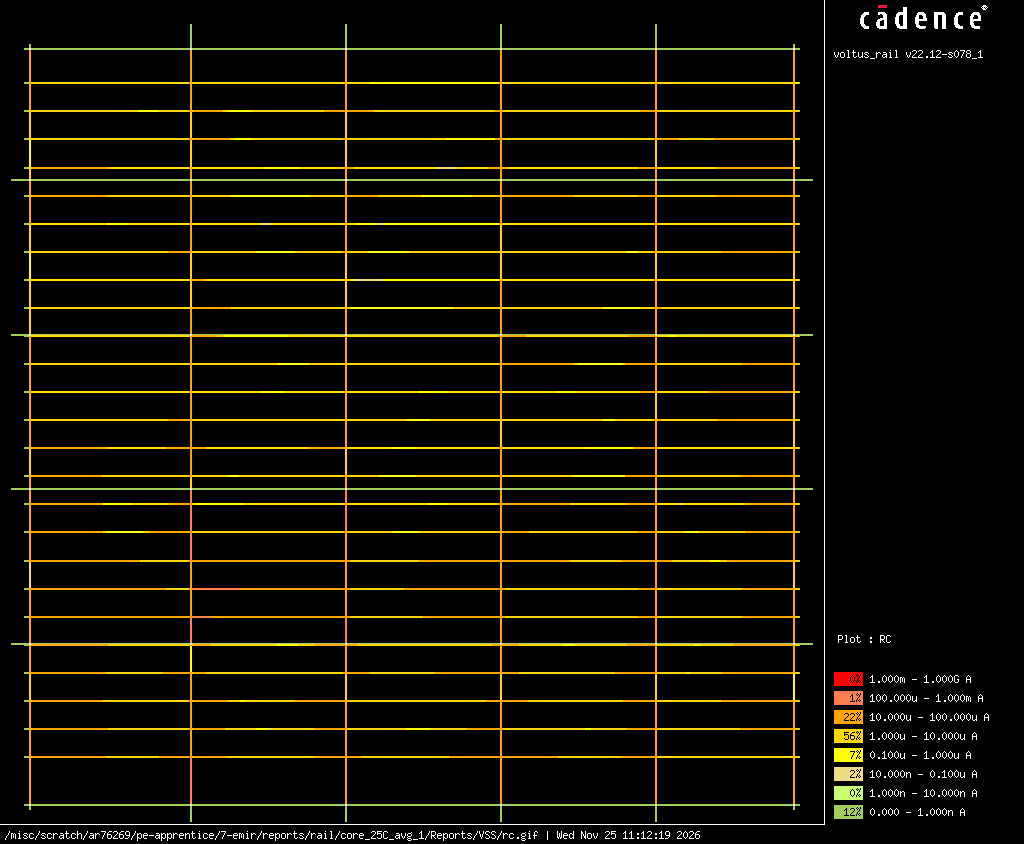 cādence®
voltus_rail v22.12-s078_1
Plot : RC
0% 1.000m - 1.000G A
1% 100.000u - 1.000m A
22% 10.000u - 100.000u A
56% 1.000u - 10.000u A
7% 0.100u - 1.000u A
2% 10.000n - 0.100u A
0% 1.000n - 10.000n A
12% 0.000 - 1.000n A
/misc/scratch/ar76269/pe-apprentice/7-emir/reports/rail/core_25C_avg_1/Reports/VSS/rc.gif | Wed Nov 25 11:12:19 2026